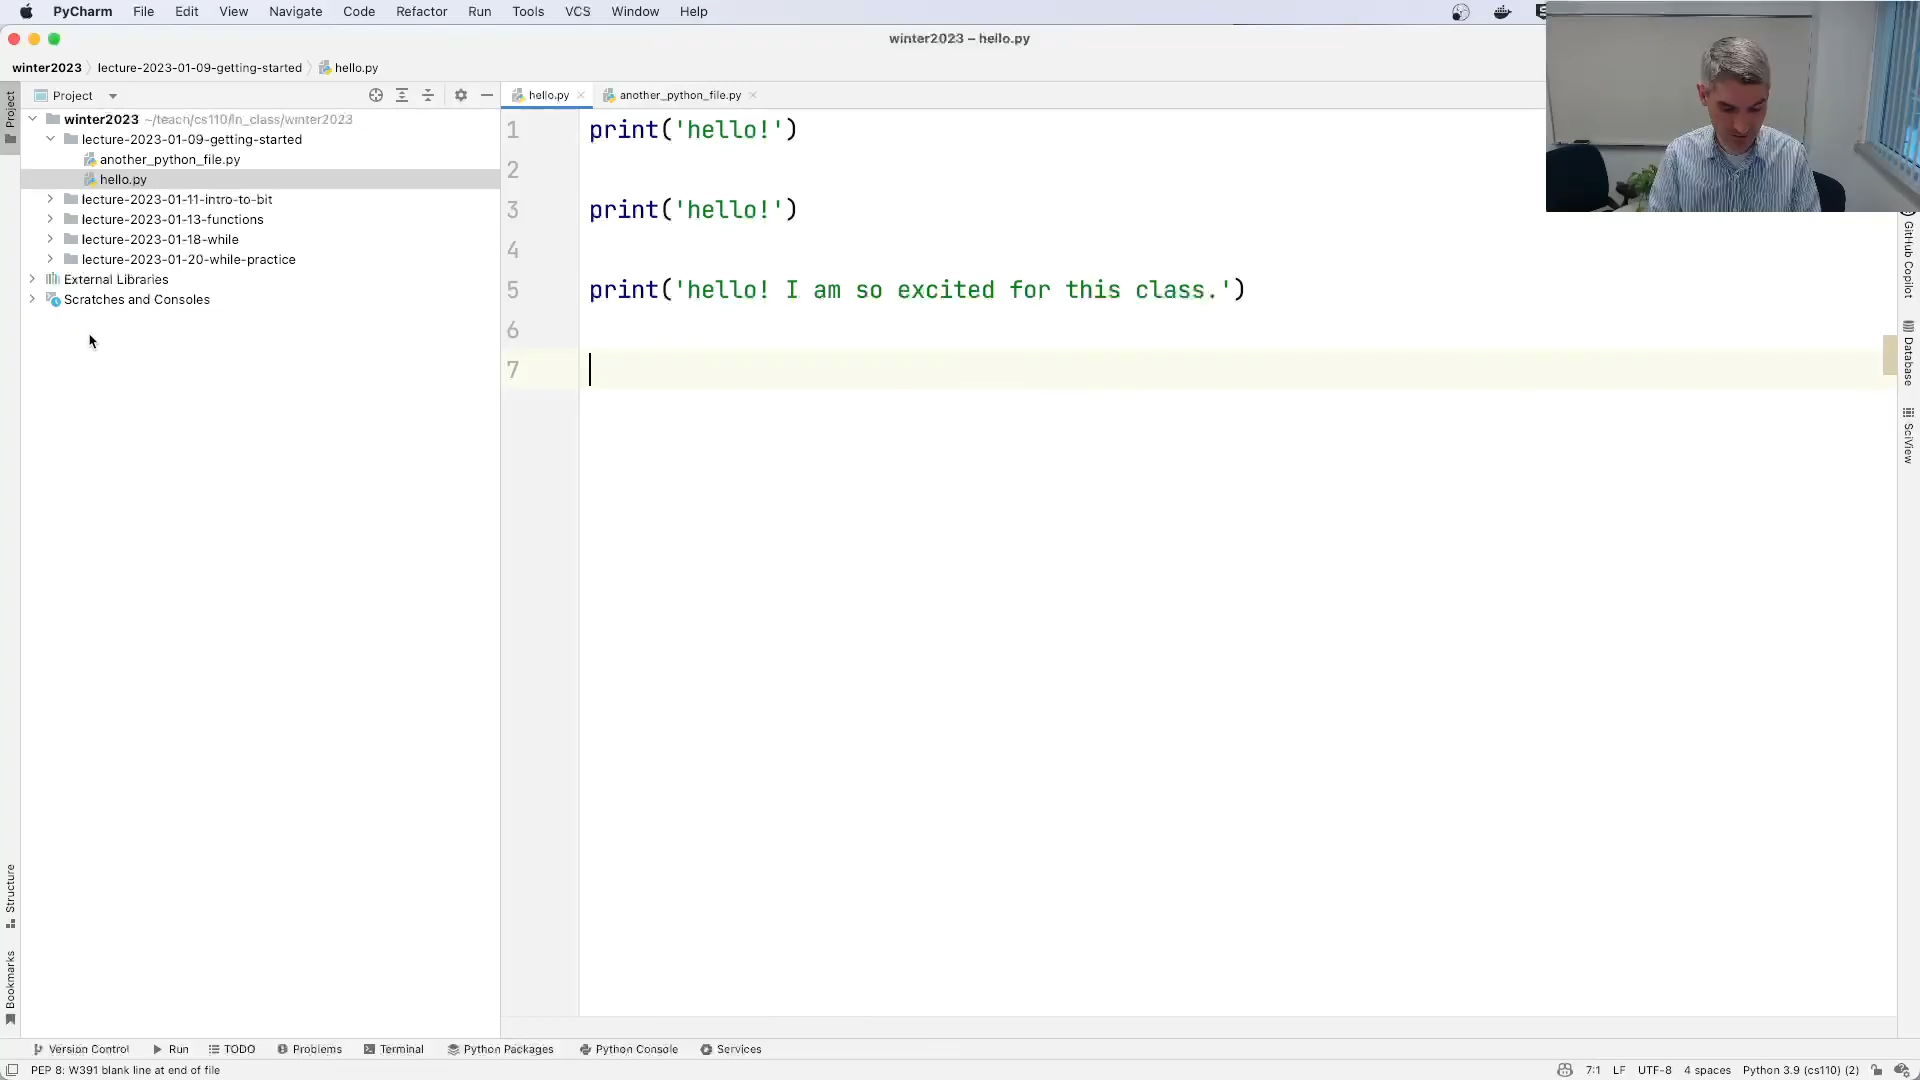 PyCharm File Edit View Navigate Code Refactor Run Tools VCS Window Help
winter2023 – hello.py
winter2023 lecture-2023-01-09-getting-started hello.py
Project
Project
hello.py
another_python_file.py
winter2023 ~/teach/cs110/in_class/winter2023
lecture-2023-01-09-getting-started
another_python_file.py
hello.py
lecture-2023-01-11-intro-to-bit
lecture-2023-01-13-functions
lecture-2023-01-18-while
lecture-2023-01-20-while-practice
External Libraries
Scratches and Consoles
1 print('hello!')
2
3 print('hello!')
4
5 print('hello! I am so excited for this class.')
6
7
GitHub Copilot
Database
SciView
Structure
Bookmarks
Version Control Run TODO Problems Terminal Python Packages Python Console Services
PEP 8: W391 blank line at end of file
7:1 LF UTF-8 4 spaces Python 3.9 (cs110) (2)